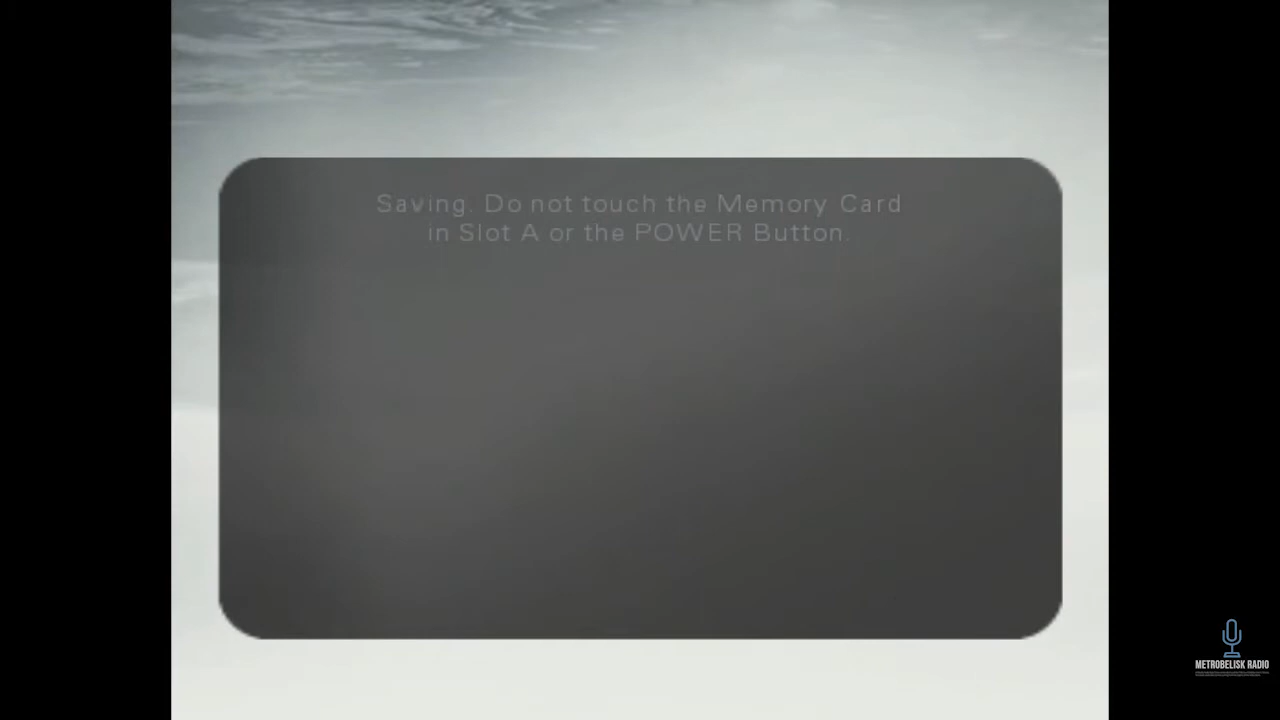 Saving. Do not touch the Memory Card
in Slot A or the POWER Button.
METROBELISK RADIO